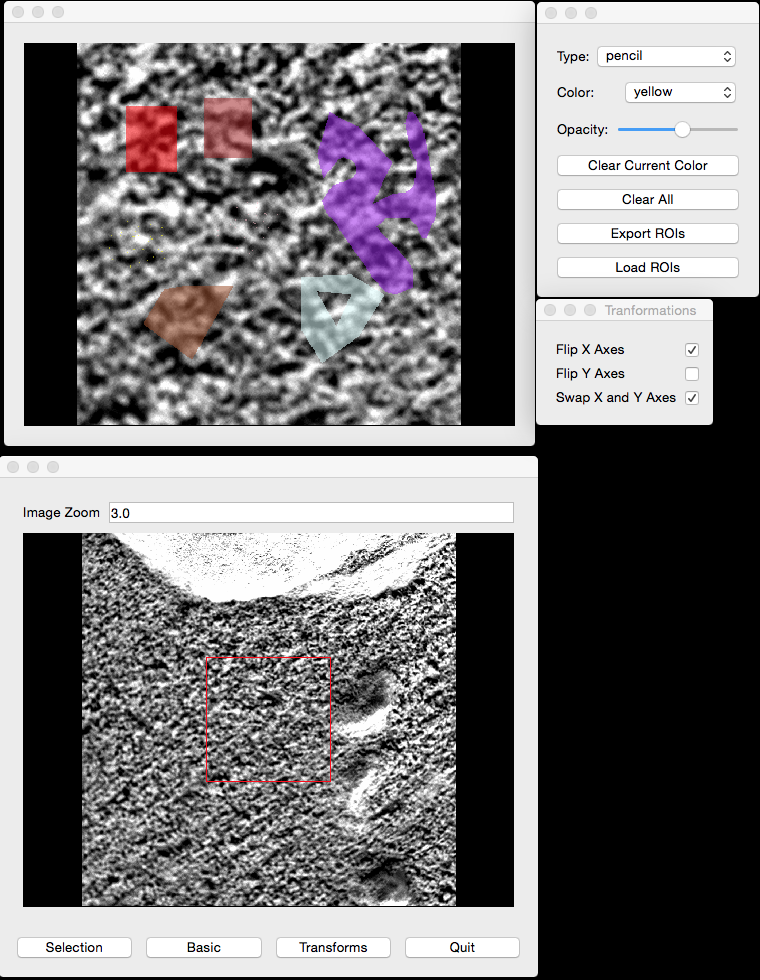 Type: pencil
Color: yellow
Opacity:
Clear Current Color
Clear All
Export ROIs
Load ROIs
Tranformations
Flip X Axes
Flip Y Axes
Swap X and Y Axes
Image Zoom 3.0
Selection Basic Transforms Quit